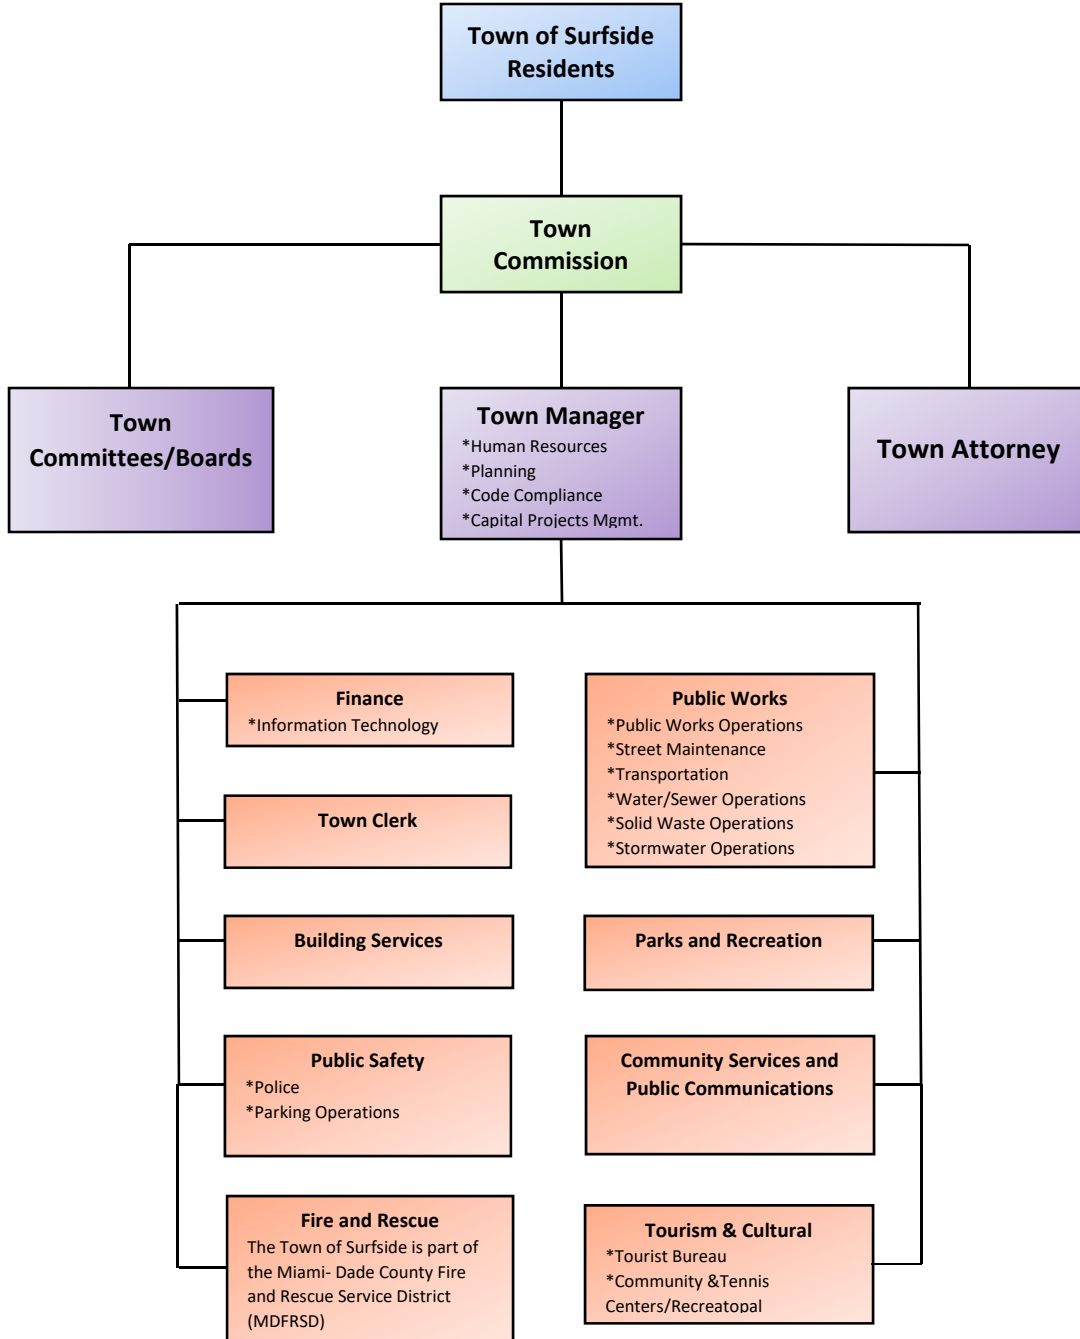 Town of Surfside
Residents
Town
Commission
Town
Committees/Boards
Town Manager
*Human Resources
*Planning
*Code Compliance
*Capital Projects Mgmt.
Town Attorney
Finance
*Information Technology
Town Clerk
Building Services
Public Safety
*Police
*Parking Operations
Fire and Rescue
The Town of Surfside is part of
the Miami- Dade County Fire
and Rescue Service District
(MDFRSD)
Public Works
*Public Works Operations
*Street Maintenance
*Transportation
*Water/Sewer Operations
*Solid Waste Operations
*Stormwater Operations
Parks and Recreation
Community Services and
Public Communications
Tourism & Cultural
*Tourist Bureau
*Community &Tennis
Centers/Recreatopal